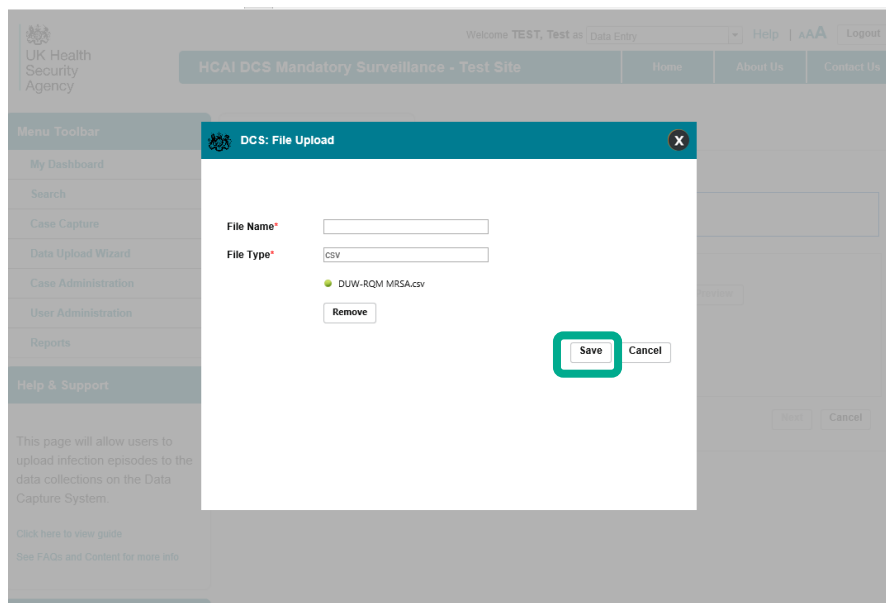 Welcome TEST, Test as Data Entry Help | AAA Logout
UK Health
Security
Agency
HCAI DCS Mandatory Surveillance - Test Site Home About Us Contact Us
Menu Toolbar
My Dashboard
Search
Case Capture
Data Upload Wizard
Case Administration
User Administration
Reports
Help & Support
This page will allow users to
upload infection episodes to the
data collections on the Data
Capture System.
Click here to view guide
See FAQs and Content for more info
DCS: File Upload X
File Name*
File Type* csv
DUW-RQM MRSA.csv
Remove
Save Cancel
Next Cancel